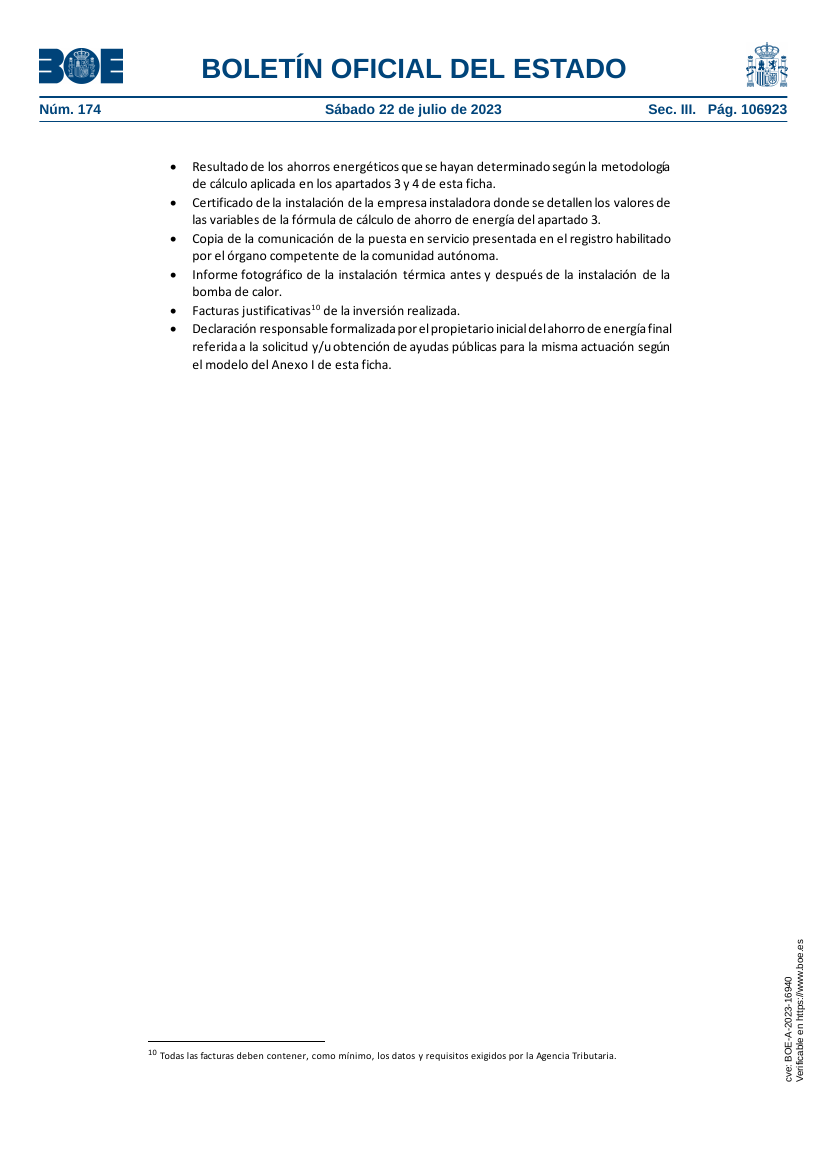 BOE
BOLETÍN OFICIAL DEL ESTADO
Núm. 174 Sábado 22 de julio de 2023 Sec. III. Pág. 106923
• Resultado de los ahorros energéticos que se hayan determinado según la metodología
de cálculo aplicada en los apartados 3 y 4 de esta ficha.
• Certificado de la instalación de la empresa instaladora donde se detallen los valores de
las variables de la fórmula de cálculo de ahorro de energía del apartado 3.
• Copia de la comunicación de la puesta en servicio presentada en el registro habilitado
por el órgano competente de la comunidad autónoma.
• Informe fotográfico de la instalación térmica antes y después de la instalación de la
bomba de calor.
• Facturas justificativas¹⁰ de la inversión realizada.
• Declaración responsable formalizada por el propietario inicial del ahorro de energía final
referida a la solicitud y/u obtención de ayudas públicas para la misma actuación según
el modelo del Anexo I de esta ficha.
¹⁰ Todas las facturas deben contener, como mínimo, los datos y requisitos exigidos por la Agencia Tributaria.
cve: BOE-A-2023-16940
Verificable en https://www.boe.es